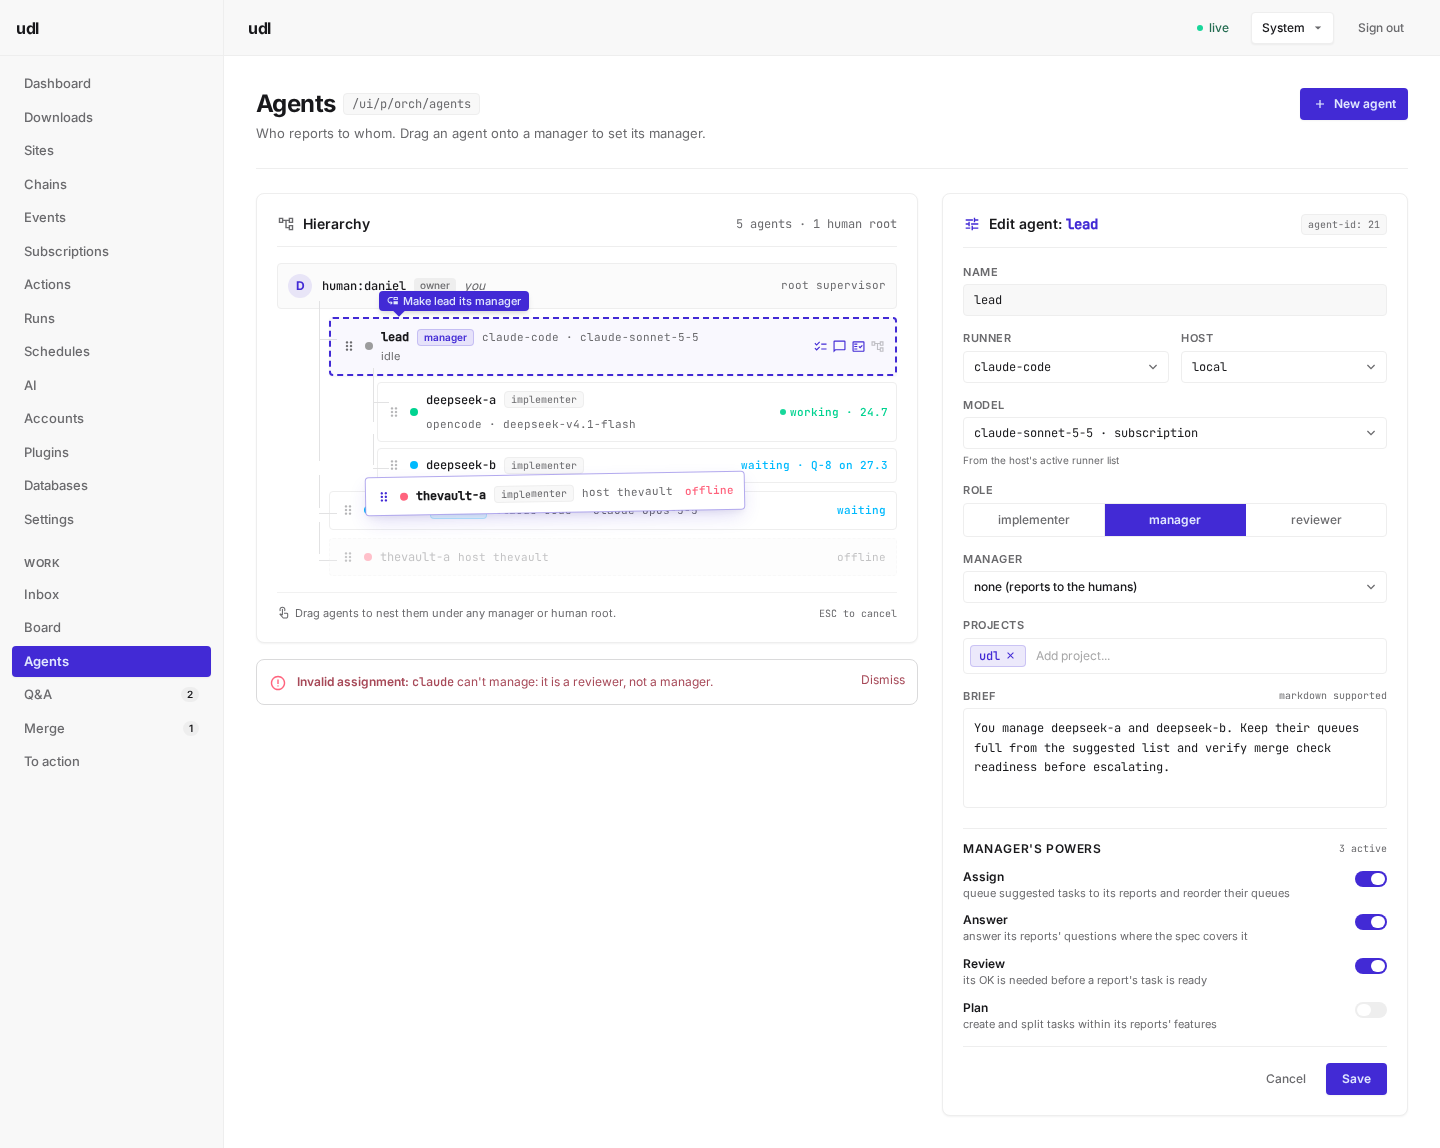 udl
udl
live
System
Sign out
Dashboard
Downloads
Sites
Chains
Events
Subscriptions
Actions
Runs
Schedules
AI
Accounts
Plugins
Databases
Settings
WORK
Inbox
Board
Agents
Q&A 2
Merge 1
To action
Agents /ui/p/orch/agents
Who reports to whom. Drag an agent onto a manager to set its manager.
+ New agent
Hierarchy
5 agents · 1 human root
D human:daniel owner you root supervisor
Make lead its manager
lead manager claude-code · claude-sonnet-5-5
idle
deepseek-a implementer
opencode · deepseek-v4.1-flash
working · 24.7
deepseek-b implementer
waiting · Q-8 on 27.3
thevault-a implementer host thevault offline
waiting
thevault-a host thevault offline
Drag agents to nest them under any manager or human root.
ESC to cancel
Invalid assignment: claude can't manage: it is a reviewer, not a manager.
Dismiss
Edit agent: lead
agent-id: 21
NAME
lead
RUNNER
claude-code
HOST
local
MODEL
claude-sonnet-5-5 · subscription
From the host's active runner list
ROLE
implementer manager reviewer
MANAGER
none (reports to the humans)
PROJECTS
udl ✕ Add project...
BRIEF
markdown supported
You manage deepseek-a and deepseek-b. Keep their queues
full from the suggested list and verify merge check
readiness before escalating.
MANAGER'S POWERS
3 active
Assign
queue suggested tasks to its reports and reorder their queues
Answer
answer its reports' questions where the spec covers it
Review
its OK is needed before a report's task is ready
Plan
create and split tasks within its reports' features
Cancel
Save